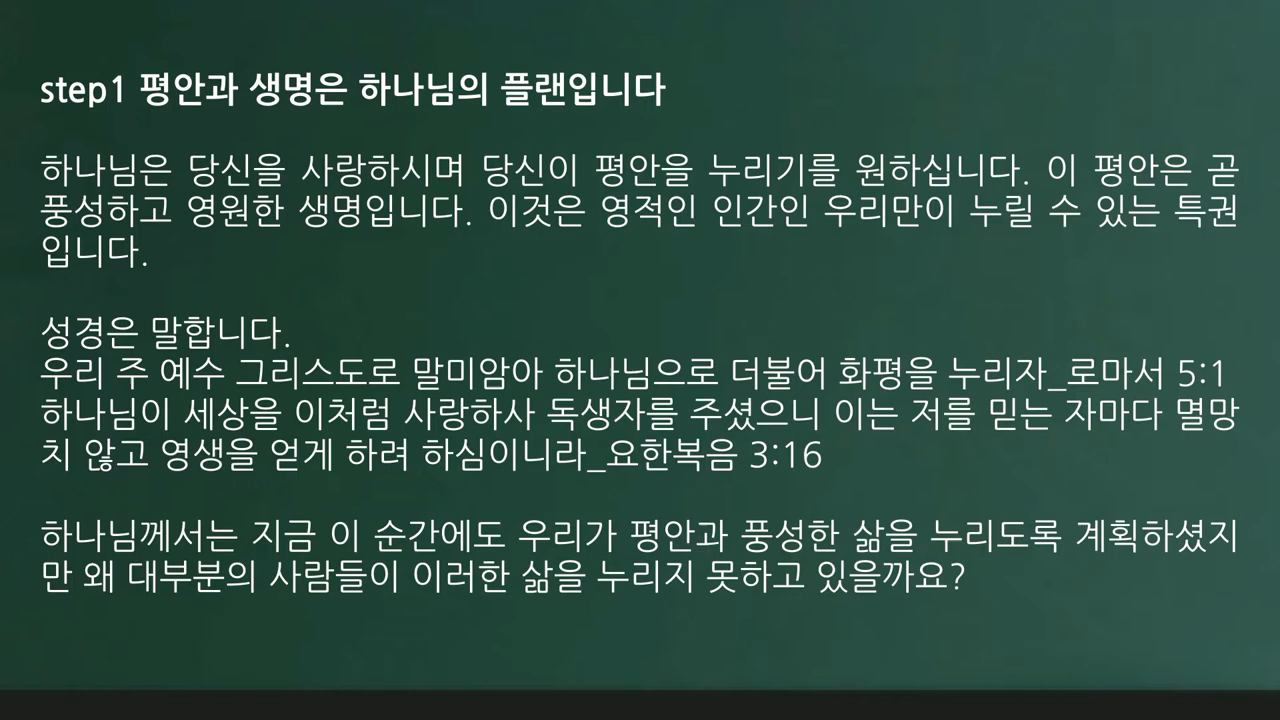 step1 평안과 생명은 하나님의 플랜입니다
하나님은 당신을 사랑하시며 당신이 평안을 누리기를 원하십니다. 이 평안은 곧
풍성하고 영원한 생명입니다. 이것은 영적인 인간인 우리만이 누릴 수 있는 특권
입니다.
성경은 말합니다.
우리 주 예수 그리스도로 말미암아 하나님으로 더불어 화평을 누리자_로마서 5:1
하나님이 세상을 이처럼 사랑하사 독생자를 주셨으니 이는 저를 믿는 자마다 멸망
치 않고 영생을 얻게 하려 하심이니라_요한복음 3:16
하나님께서는 지금 이 순간에도 우리가 평안과 풍성한 삶을 누리도록 계획하셨지
만 왜 대부분의 사람들이 이러한 삶을 누리지 못하고 있을까요?